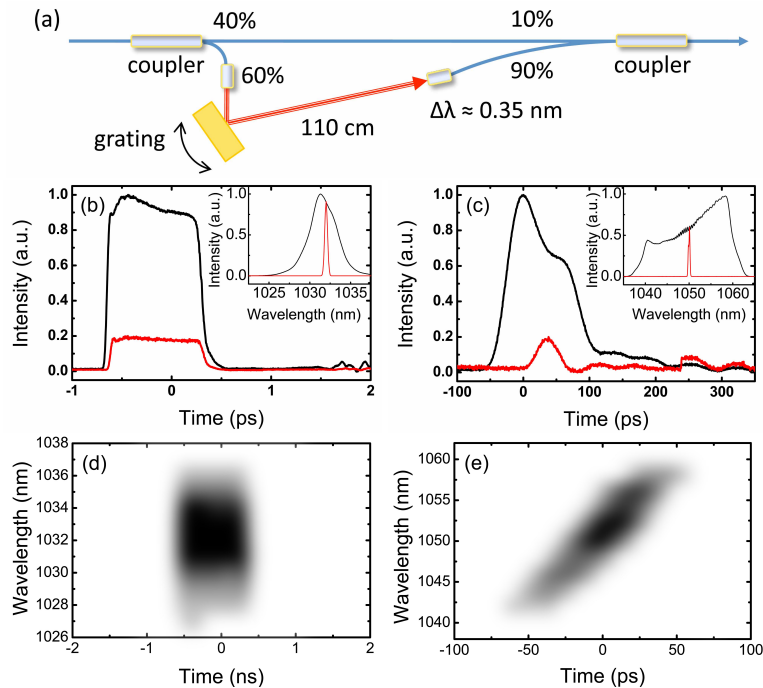 (a)
40%
10%
coupler
60%
90%
coupler
grating
110 cm
Δλ ≈ 0.35 nm
(b)
Intensity (a.u.)
1.0
0.8
0.6
0.4
0.2
0.0
-1
0
1
2
Time (ps)
Intensity (a.u.)
1.0
0.5
0.0
1025
1031
1037
Wavelength (nm)
(c)
Intensity (a.u.)
1.0
0.8
0.6
0.4
0.2
0.0
-100
0
100
200
300
Time (ps)
Intensity (a.u.)
1.0
0.5
0.0
1040
1050
1060
Wavelength (nm)
(d)
Wavelength (nm)
1038
1036
1034
1032
1030
1028
1026
-2
-1
0
1
2
Time (ns)
(e)
Wavelength (nm)
1060
1055
1050
1045
1040
-100
-50
0
50
100
Time (ps)